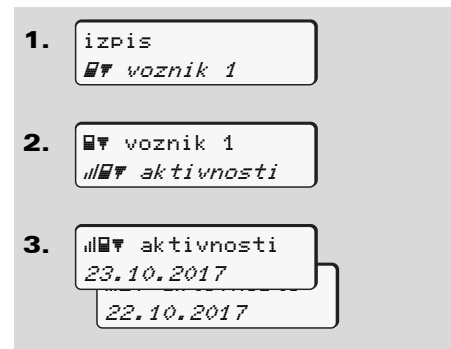 1.
izpis
voznik 1
2.
voznik 1
aktivnosti
3.
aktivnosti
23.10.2017
22.10.2017